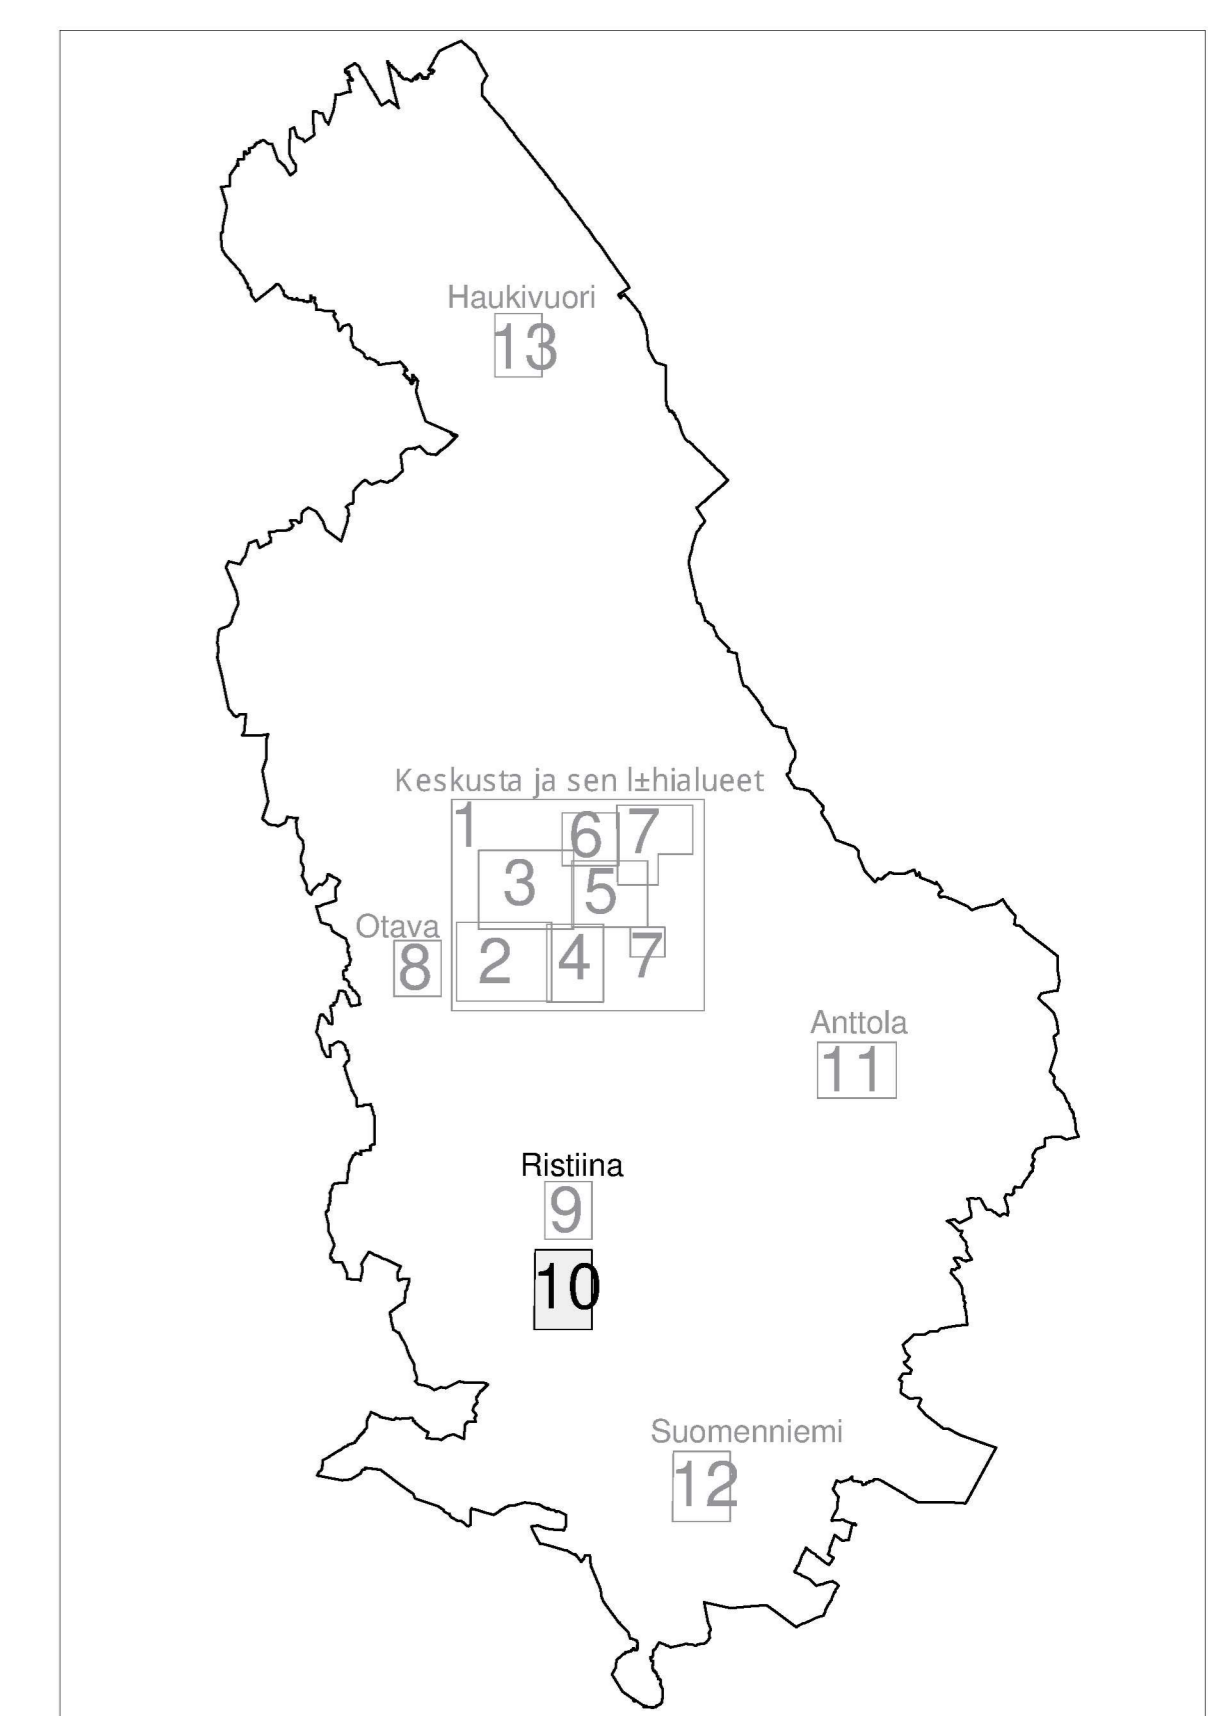 Haukivuori
13
Keskusta ja sen l±hialueet
1
6
7
3
5
Otava
8
2
4
7
Anttola
11
Ristiina
9
10
Suomenniemi
12